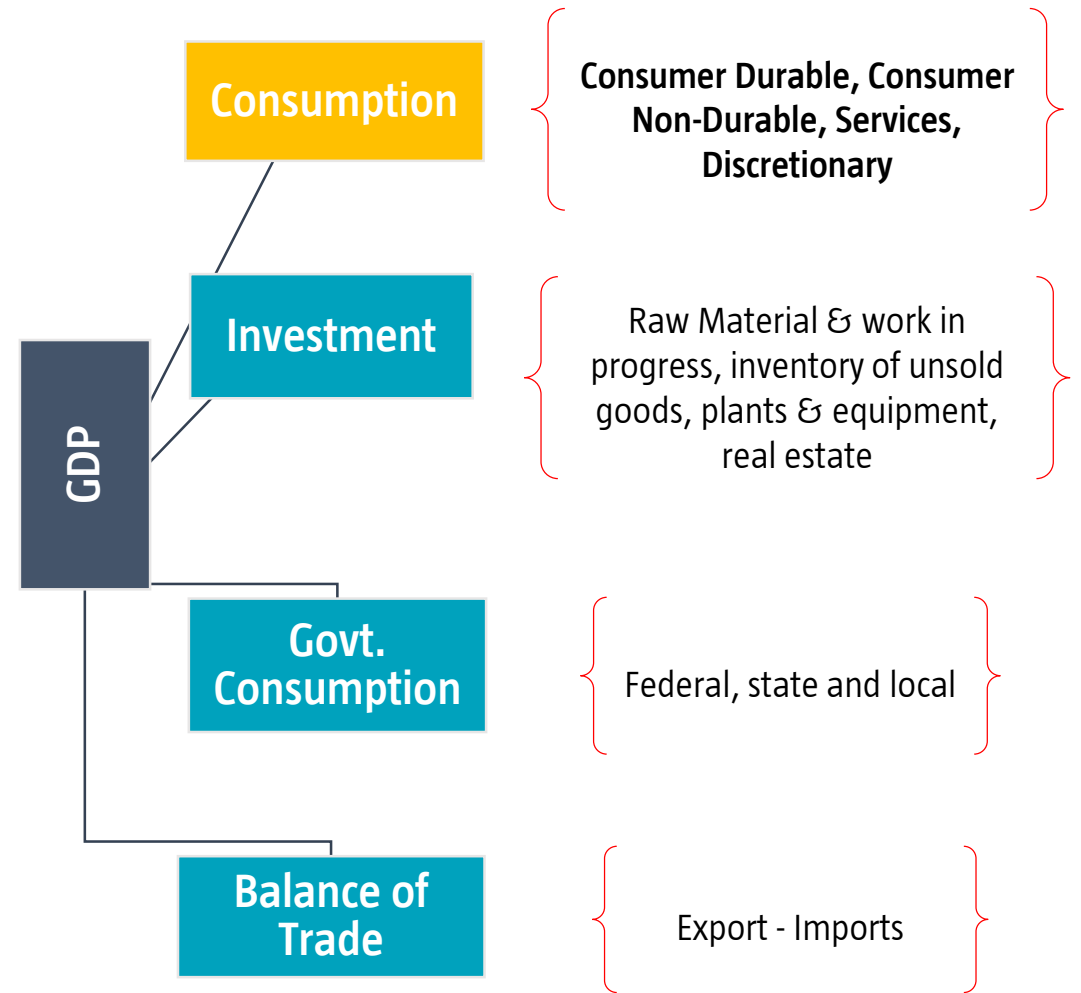 Consumption
Consumer Durable, Consumer
Non-Durable, Services,
Discretionary
Investment
Raw Material & work in
progress, inventory of unsold
goods, plants & equipment,
real estate
GDP
Govt.
Consumption
Federal, state and local
Balance of
Trade
Export - Imports